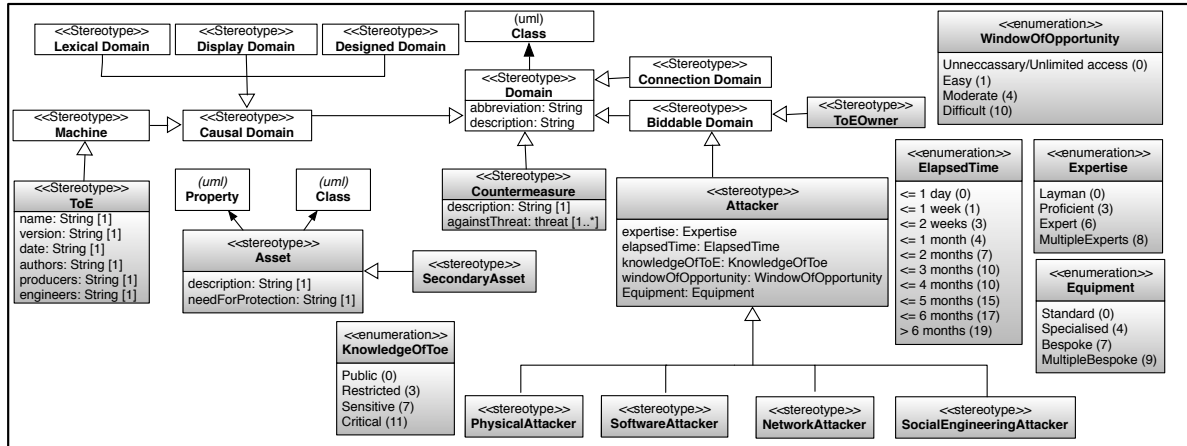 <<Stereotype>>
Lexical Domain
<<Stereotype>>
Display Domain
<<Stereotype>>
Designed Domain
(uml)
Class
<<Stereotype>>
Domain
abbreviation: String
description: String
<<Stereotype>>
Connection Domain
<<enumeration>>
WindowOfOpportunity
Unneccassary/Unlimited access (0)
Easy (1)
Moderate (4)
Difficult (10)
<<Stereotype>>
Machine
<<Stereotype>>
Causal Domain
<<Stereotype>>
Biddable Domain
<<Stereotype>>
ToEOwner
<<Stereotype>>
ToE
name: String [1]
version: String [1]
date: String [1]
authors: String [1]
producers: String [1]
engineers: String [1]
(uml)
Property
(uml)
Class
<<Stereotype>>
Countermeasure
description: String [1]
againstThreat: threat [1..*]
<<stereotype>>
Attacker
expertise: Expertise
elapsedTime: ElapsedTime
knowledgeOfToE: KnowledgeOfToe
windowOfOpportunity: WindowOfOpportunity
Equipment: Equipment
<<enumeration>>
ElapsedTime
<= 1 day (0)
<= 1 week (1)
<= 2 weeks (3)
<= 1 month (4)
<= 2 months (7)
<= 3 months (10)
<= 4 months (10)
<= 5 months (15)
<= 6 months (17)
> 6 months (19)
<<enumeration>>
Expertise
Layman (0)
Proficient (3)
Expert (6)
MultipleExperts (8)
<<stereotype>>
Asset
description: String [1]
needForProtection: String [1]
<<stereotype>>
SecondaryAsset
<<enumeration>>
Equipment
Standard (0)
Specialised (4)
Bespoke (7)
MultipleBespoke (9)
<<enumeration>>
KnowledgeOfToe
Public (0)
Restricted (3)
Sensitive (7)
Critical (11)
<<stereotype>>
PhysicalAttacker
<<stereotype>>
SoftwareAttacker
<<stereotype>>
NetworkAttacker
<<stereotype>>
SocialEngineeringAttacker